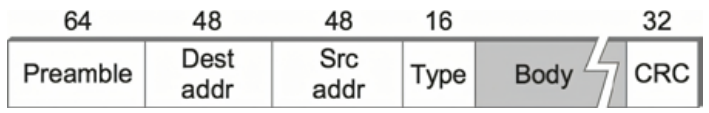 64 48 48 16 32
Preamble Dest addr Src addr Type Body CRC